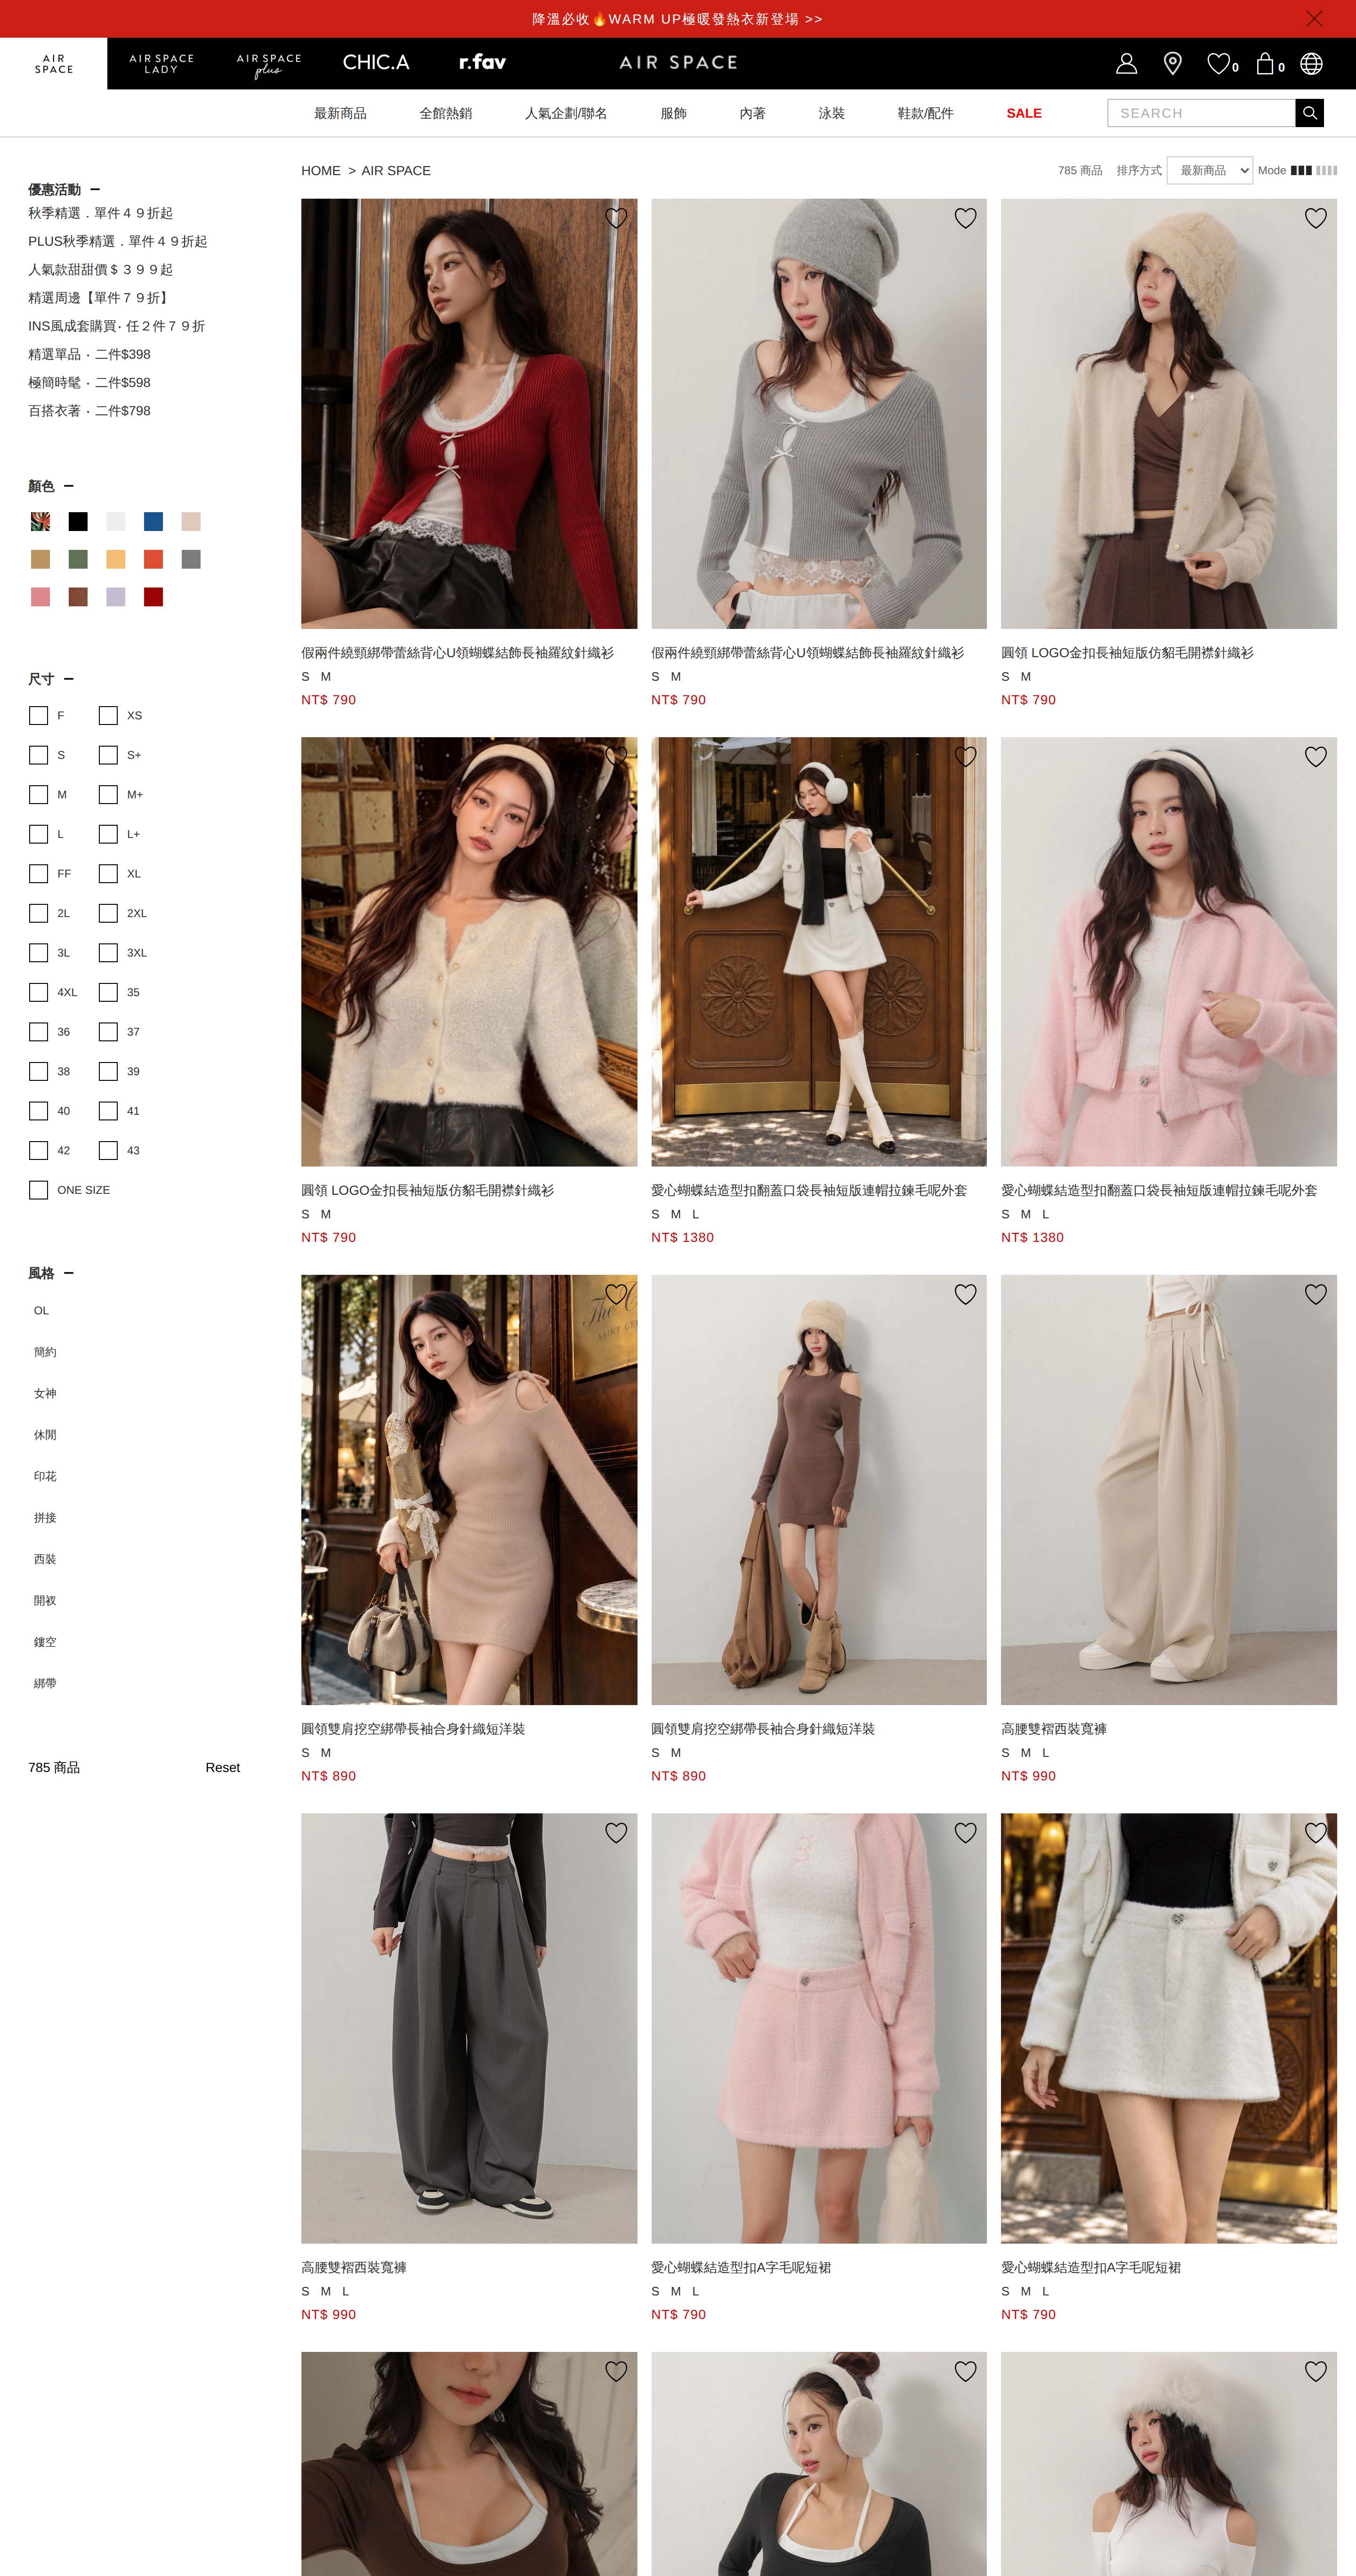 降溫必收🔥WARM UP極暖發熱衣新登場 >>
AIR SPACE
AIR SPACE LADY
AIR SPACE plus
CHIC.A
r.fav
AIR SPACE
0
0
最新商品 全館熱銷 人氣企劃/聯名 服飾 內著 泳裝 鞋款/配件 SALE
SEARCH
HOME > AIR SPACE
785 商品 排序方式 最新商品 Mode
優惠活動
秋季精選．單件４９折起
PLUS秋季精選．單件４９折起
人氣款甜甜價＄３９９起
精選周邊【單件７９折】
INS風成套購買· 任２件７９折
精選單品 · 二件$398
極簡時髦 · 二件$598
百搭衣著 · 二件$798
顏色
尺寸
F XS
S S+
M M+
L L+
FF XL
2L 2XL
3L 3XL
4XL 35
36 37
38 39
40 41
42 43
ONE SIZE
風格
OL
簡約
女神
休閒
印花
拼接
西裝
開衩
鏤空
綁帶
785 商品 Reset
假兩件繞頸綁帶蕾絲背心U領蝴蝶結飾長袖羅紋針織衫
S M
NT$ 790
假兩件繞頸綁帶蕾絲背心U領蝴蝶結飾長袖羅紋針織衫
S M
NT$ 790
圓領 LOGO金扣長袖短版仿貂毛開襟針織衫
S M
NT$ 790
圓領 LOGO金扣長袖短版仿貂毛開襟針織衫
S M
NT$ 790
愛心蝴蝶結造型扣翻蓋口袋長袖短版連帽拉鍊毛呢外套
S M L
NT$ 1380
愛心蝴蝶結造型扣翻蓋口袋長袖短版連帽拉鍊毛呢外套
S M L
NT$ 1380
圓領雙肩挖空綁帶長袖合身針織短洋裝
S M
NT$ 890
圓領雙肩挖空綁帶長袖合身針織短洋裝
S M
NT$ 890
高腰雙褶西裝寬褲
S M L
NT$ 990
高腰雙褶西裝寬褲
S M L
NT$ 990
愛心蝴蝶結造型扣A字毛呢短裙
S M L
NT$ 790
愛心蝴蝶結造型扣A字毛呢短裙
S M L
NT$ 790